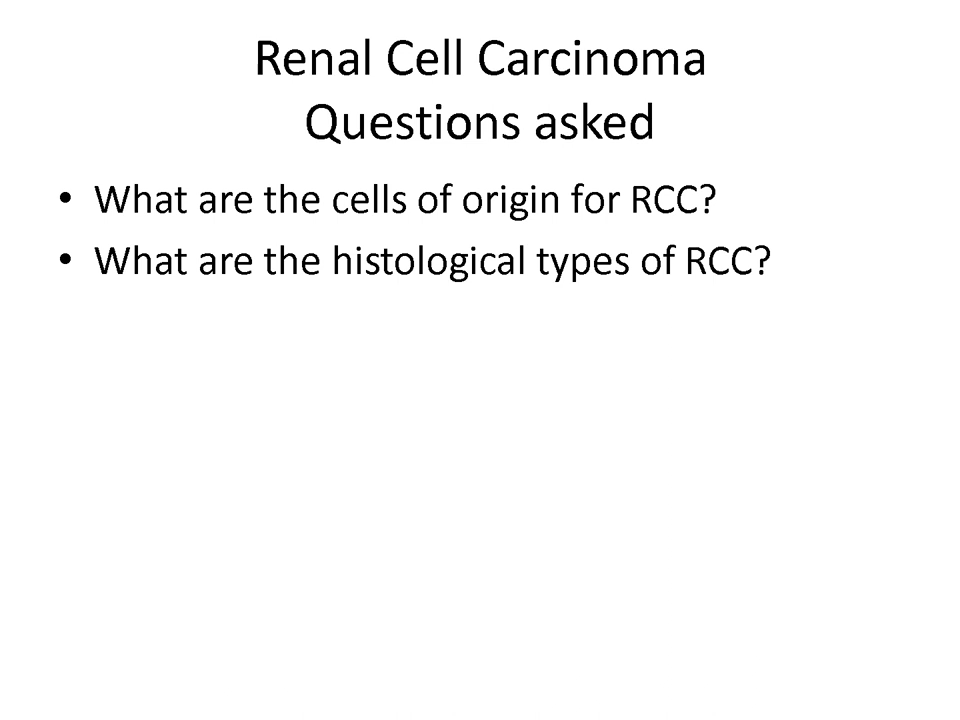 Renal Cell Carcinoma
Questions asked
• What are the cells of origin for RCC?
• What are the histological types of RCC?